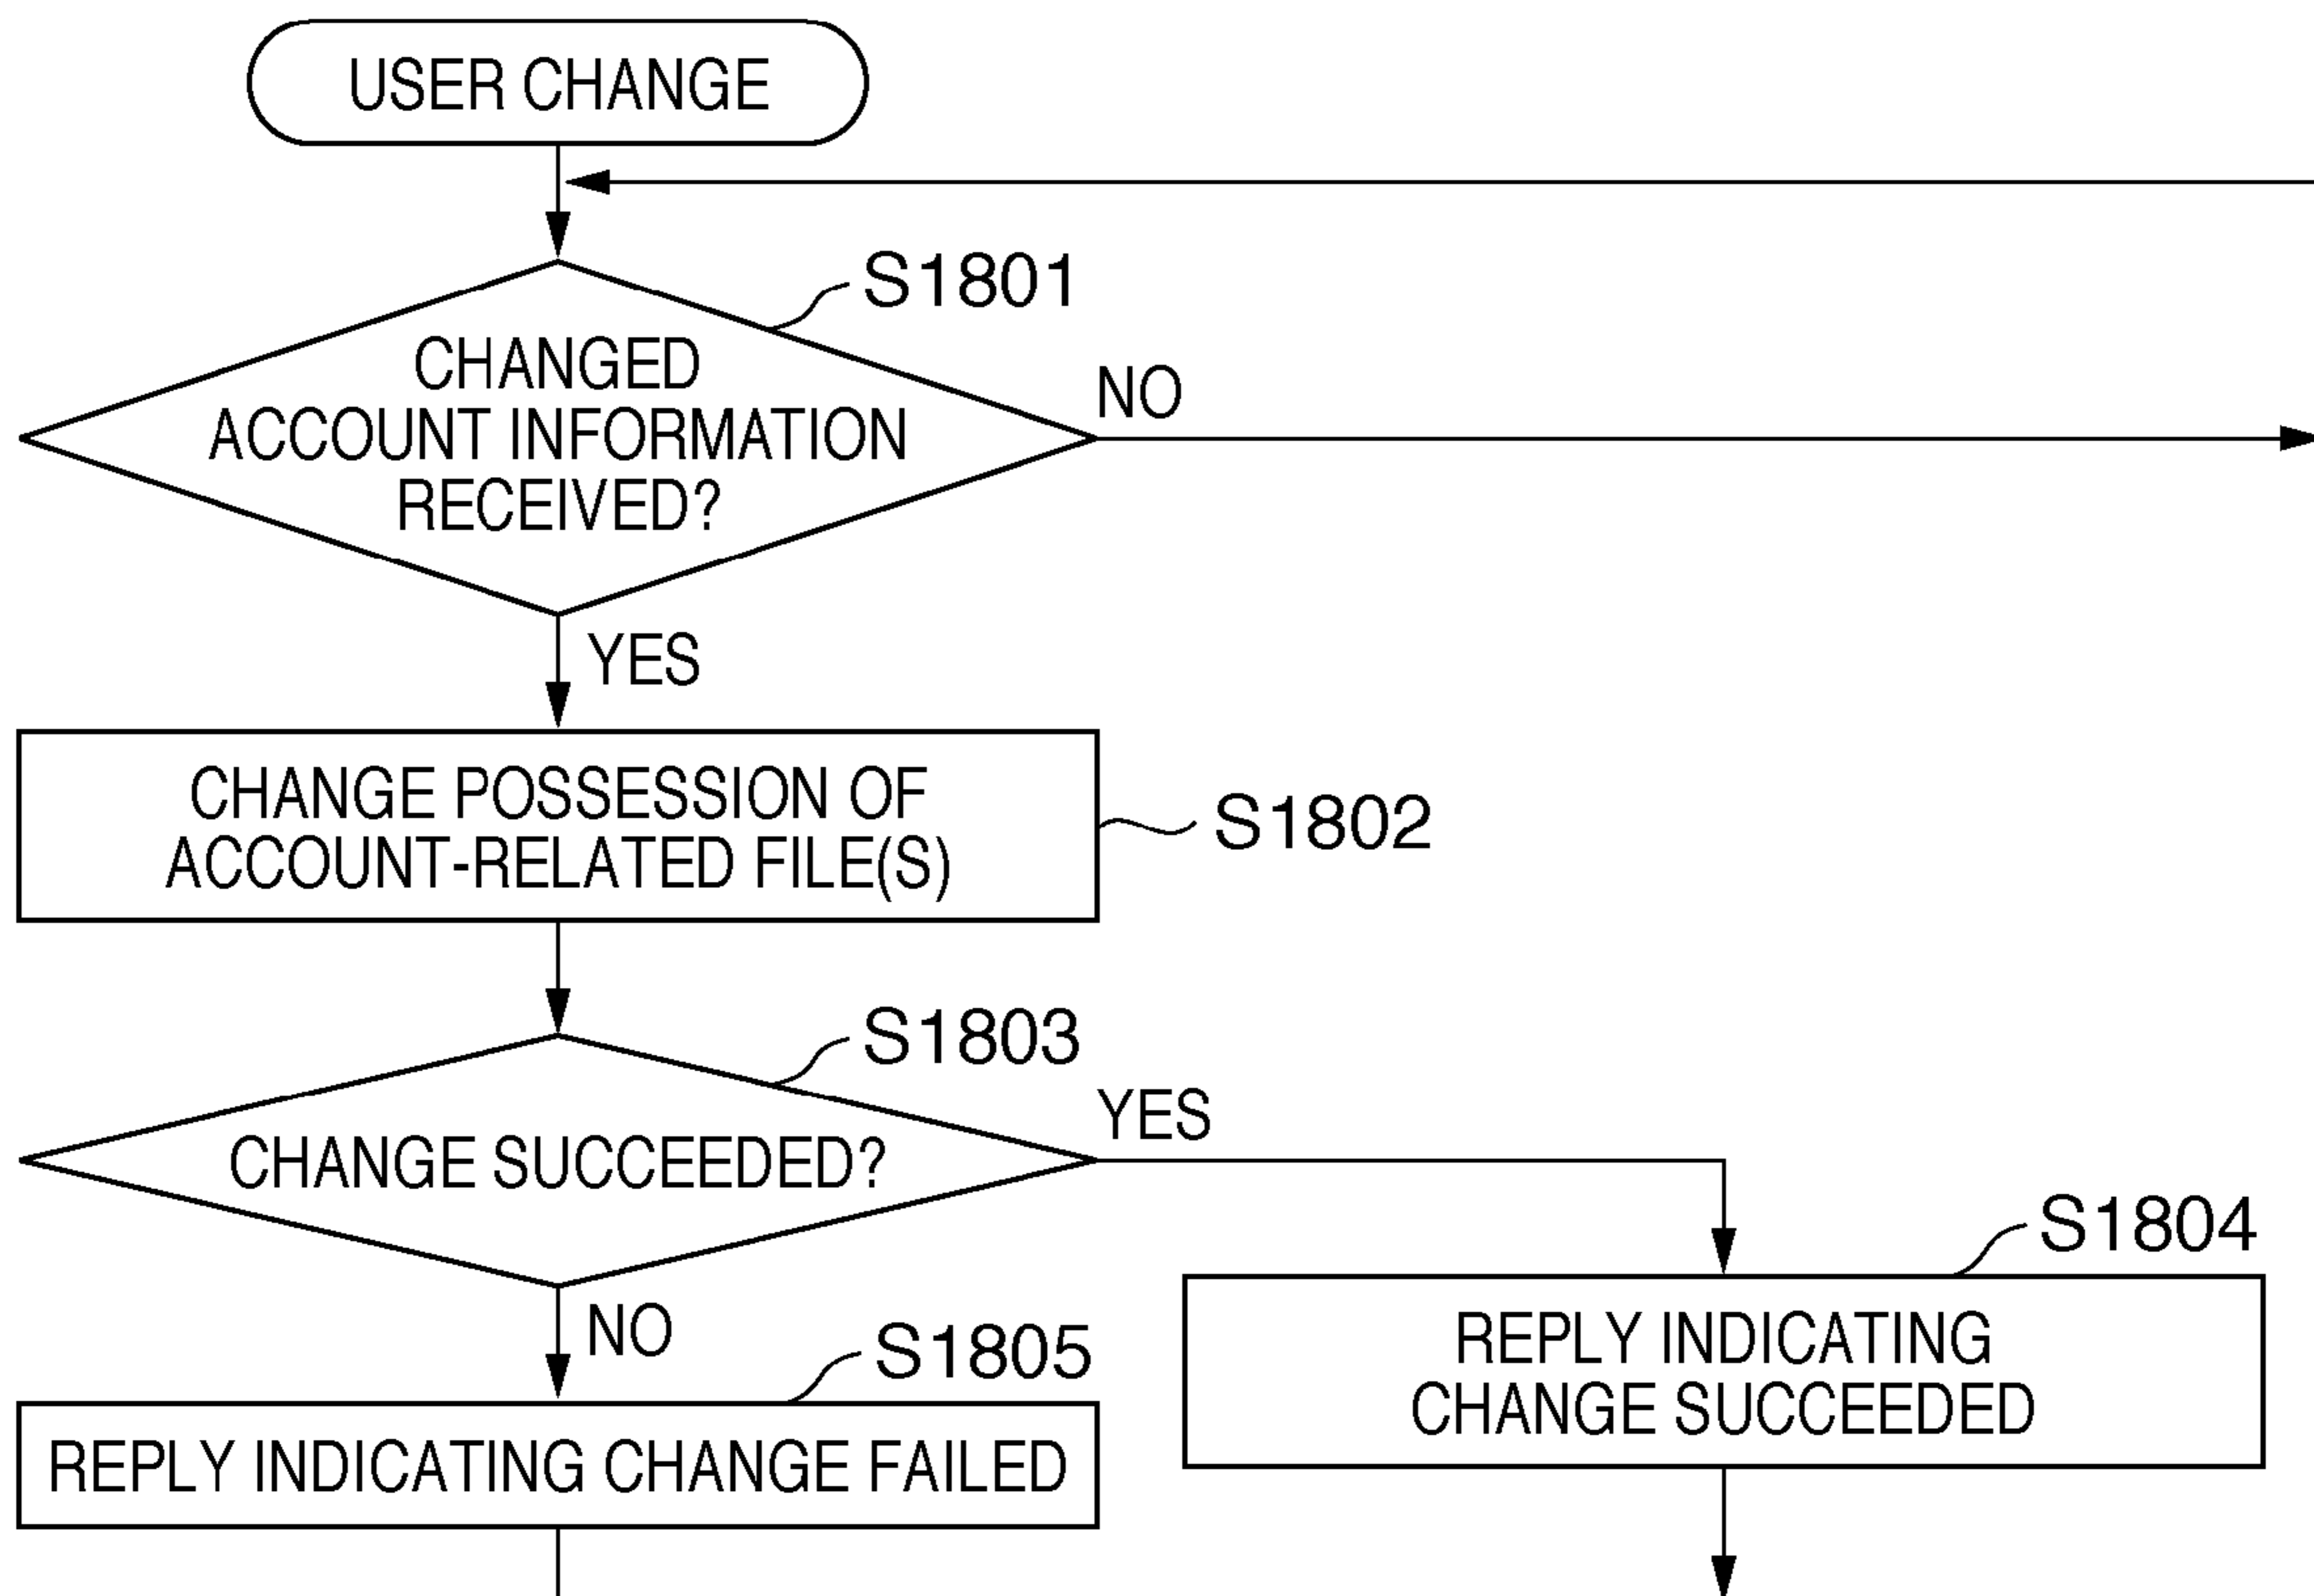 USER CHANGE
S1801
CHANGED
ACCOUNT INFORMATION
RECEIVED?
NO
YES
CHANGE POSSESSION OF
ACCOUNT-RELATED FILE(S)
S1802
S1803
CHANGE SUCCEEDED?
YES
NO
S1804
REPLY INDICATING
CHANGE SUCCEEDED
S1805
REPLY INDICATING CHANGE FAILED